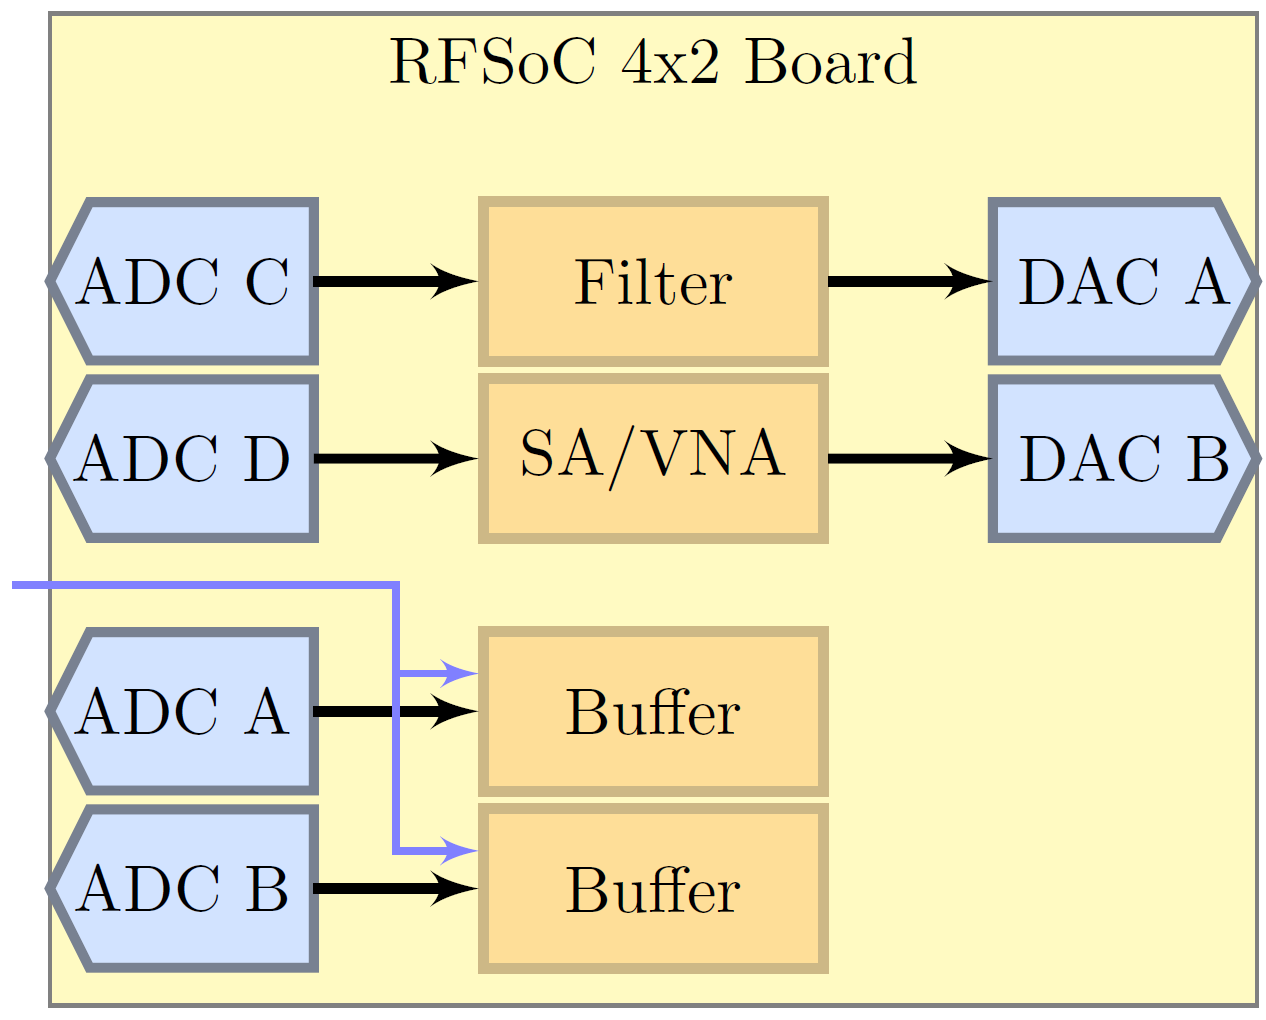 RFSoC 4x2 Board
ADC C
Filter
DAC A
ADC D
SA/VNA
DAC B
ADC A
Buffer
ADC B
Buffer